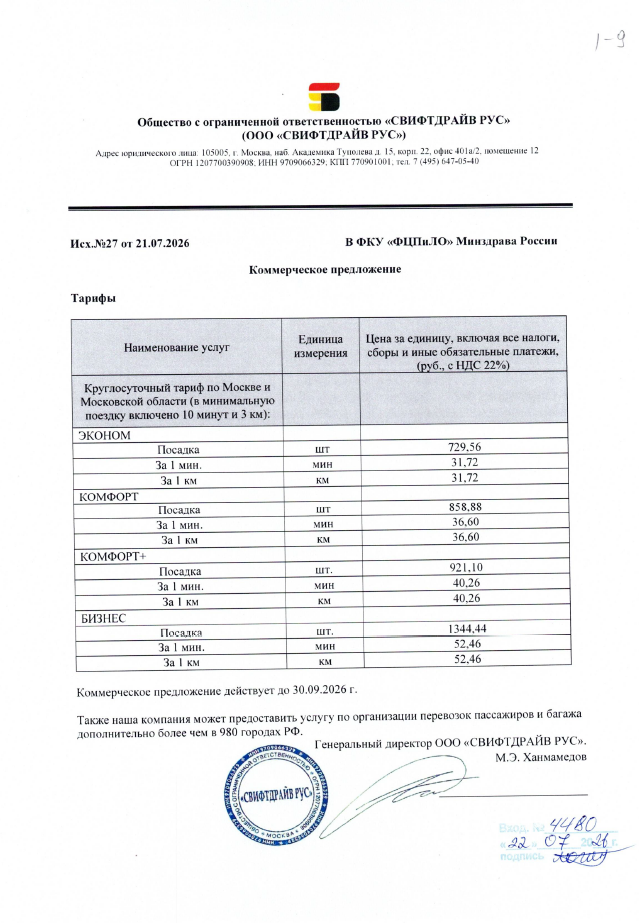 1-9
Общество с ограниченной ответственностью «СВИФТДРАЙВ РУС»
(ООО «СВИФТДРАЙВ РУС»)
Адрес юридического лица: 105005, г. Москва, наб. Академика Туполева д. 15, корп. 22, офис 401а/2, помещение 12
ОГРН 1207700390908; ИНН 9709066329; КПП 770901001; тел. 7 (495) 647-05-40
Исх.№27 от 21.07.2026 В ФКУ «ФЦПиЛО» Минздрава России
Коммерческое предложение
Тарифы
Наименование услуг Единица измерения Цена за единицу, включая все налоги, сборы и иные обязательные платежи, (руб., с НДС 22%)
Круглосуточный тариф по Москве и
Московской области (в минимальную
поездку включено 10 минут и 3 км):
ЭКОНОМ
Посадка шт 729,56
За 1 мин. мин 31,72
За 1 км км 31,72
КОМФОРТ
Посадка шт 858,88
За 1 мин. мин 36,60
За 1 км км 36,60
КОМФОРТ+
Посадка шт. 921,10
За 1 мин. мин 40,26
За 1 км км 40,26
БИЗНЕС
Посадка шт. 1344,44
За 1 мин. мин 52,46
За 1 км км 52,46
Коммерческое предложение действует до 30.09.2026 г.
Также наша компания может предоставить услугу по организации перевозок пассажиров и багажа
дополнительно более чем в 980 городах РФ.
Генеральный директор ООО «СВИФТДРАЙВ РУС».
М.Э. Ханмамедов
«СВИФТДРАЙВ РУС»
МОСКВА
Вход. № 4480
«22» 07 2026 г.
подпись